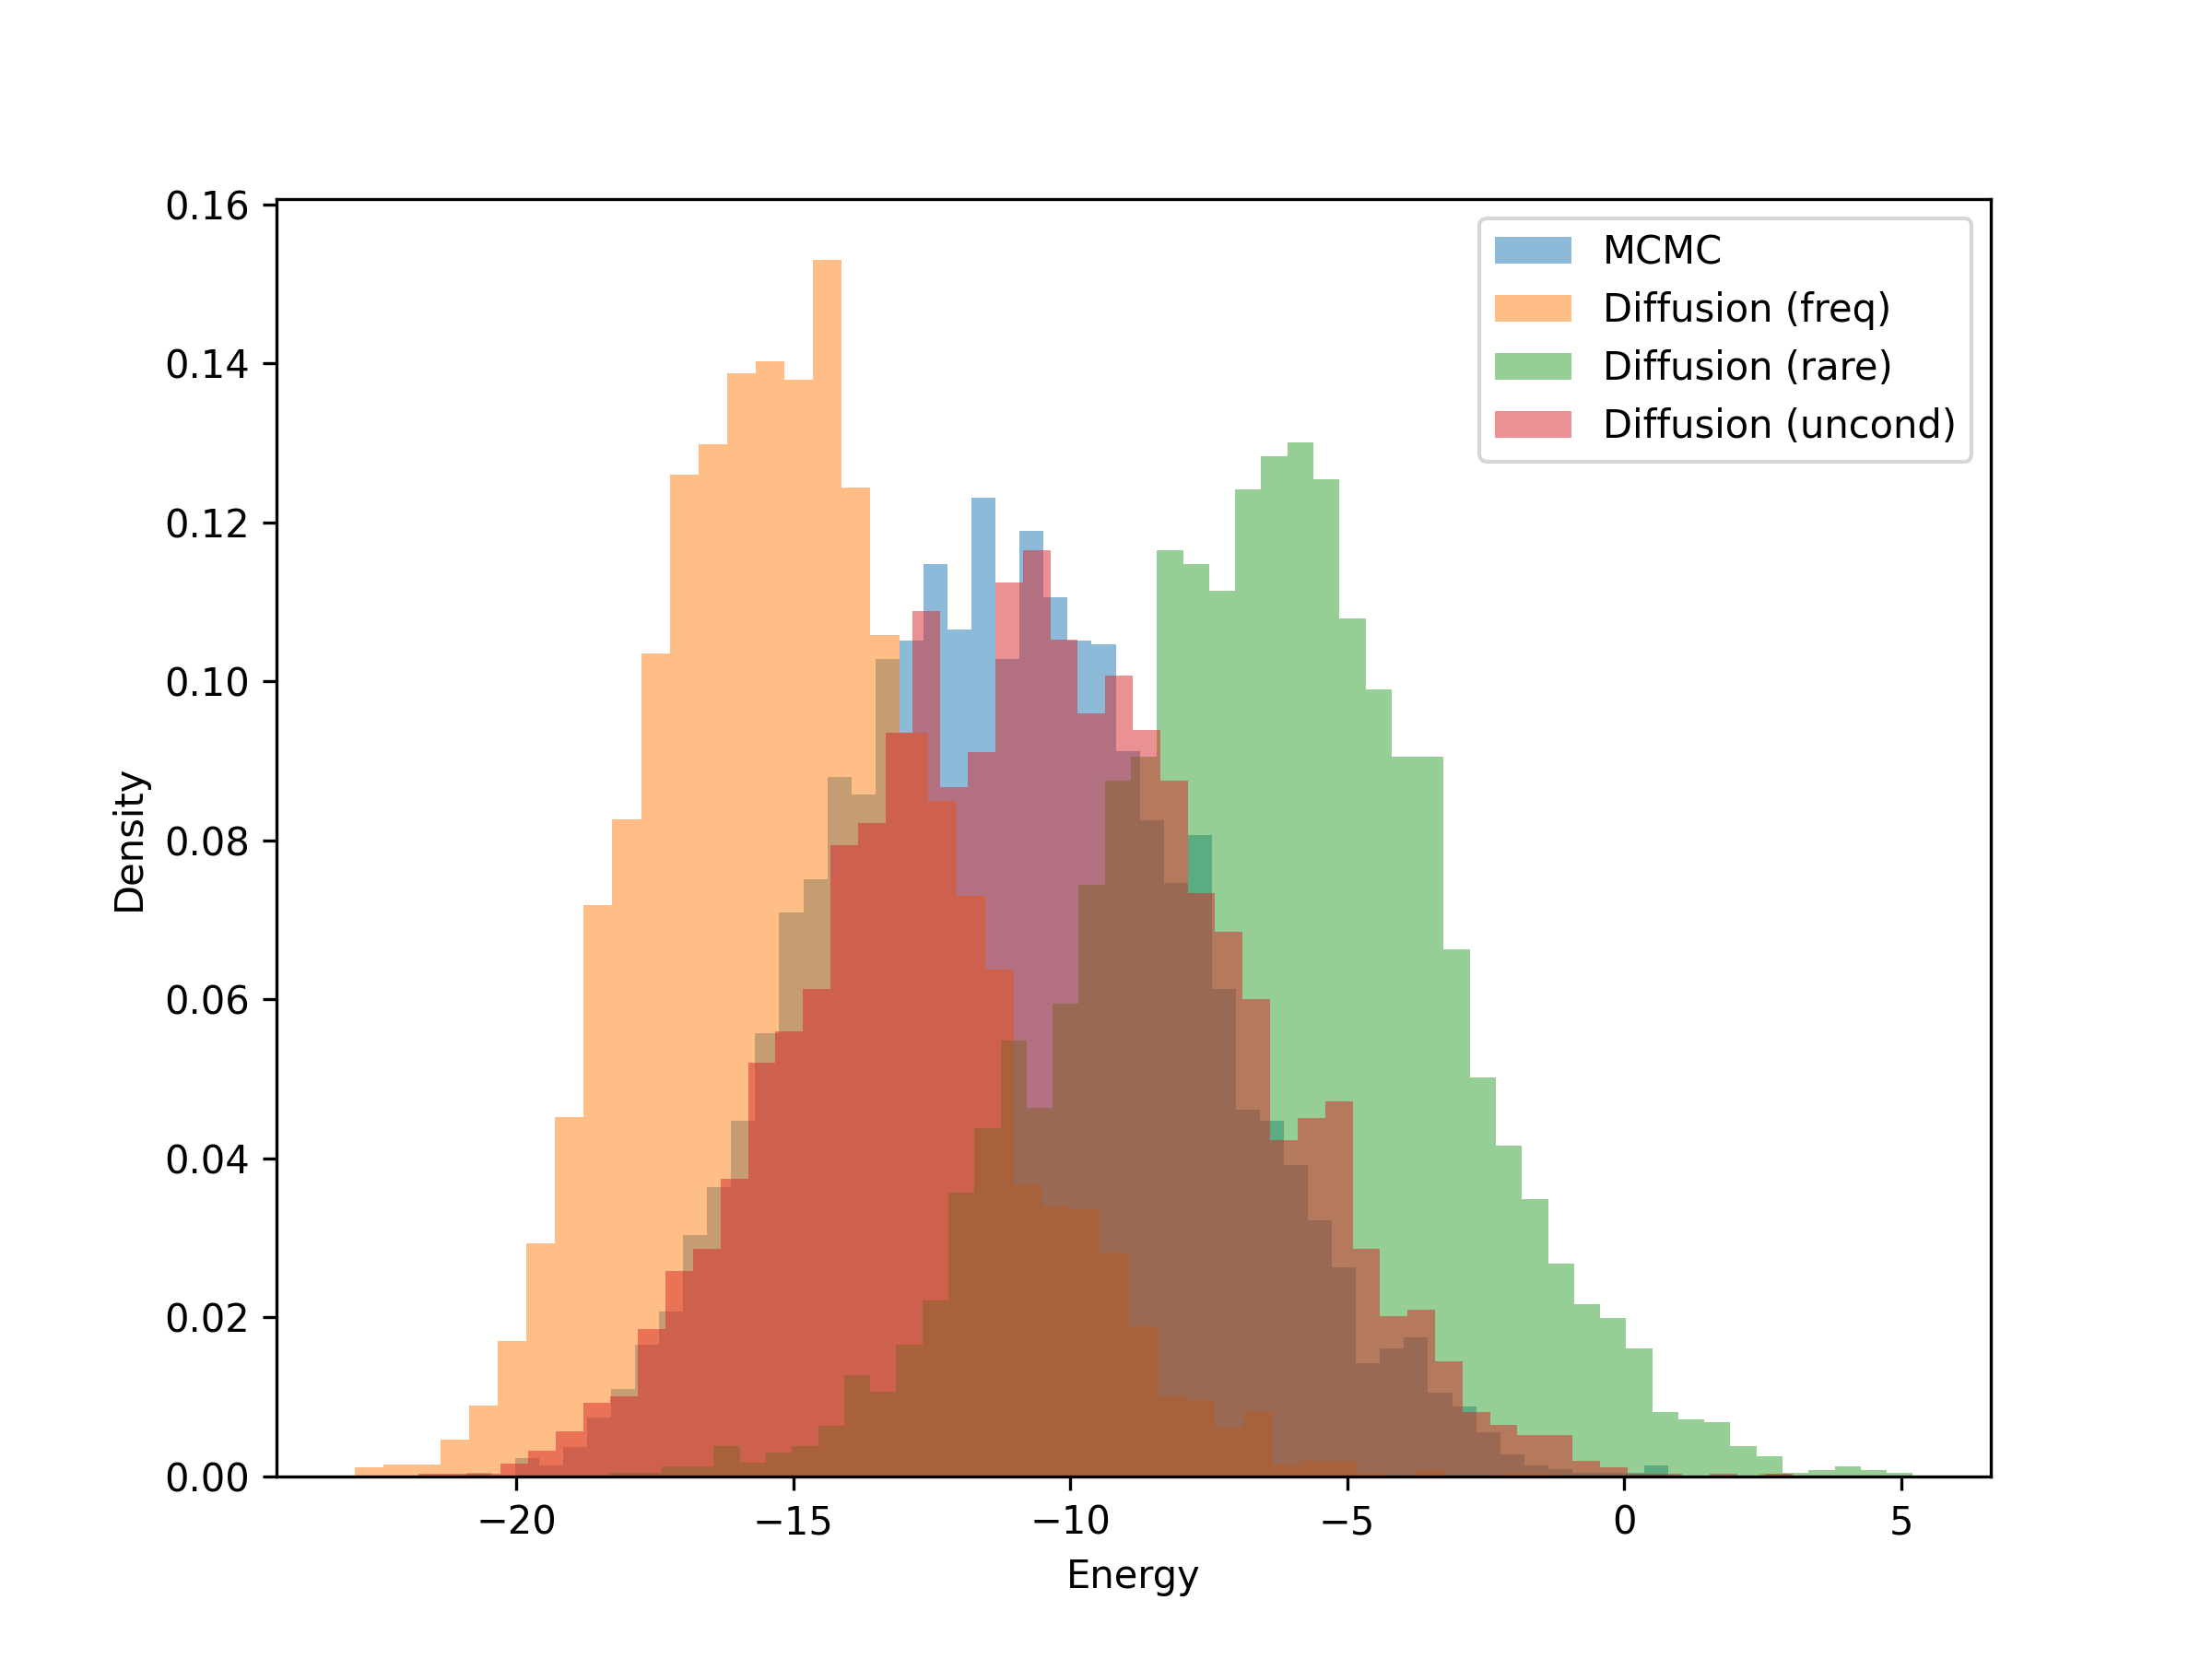 MCMC
Diffusion (freq)
Diffusion (rare)
Diffusion (uncond)
0.16
0.14
0.12
0.10
0.08
0.06
0.04
0.02
0.00
Density
−20 −15 −10 −5 0 5
Energy